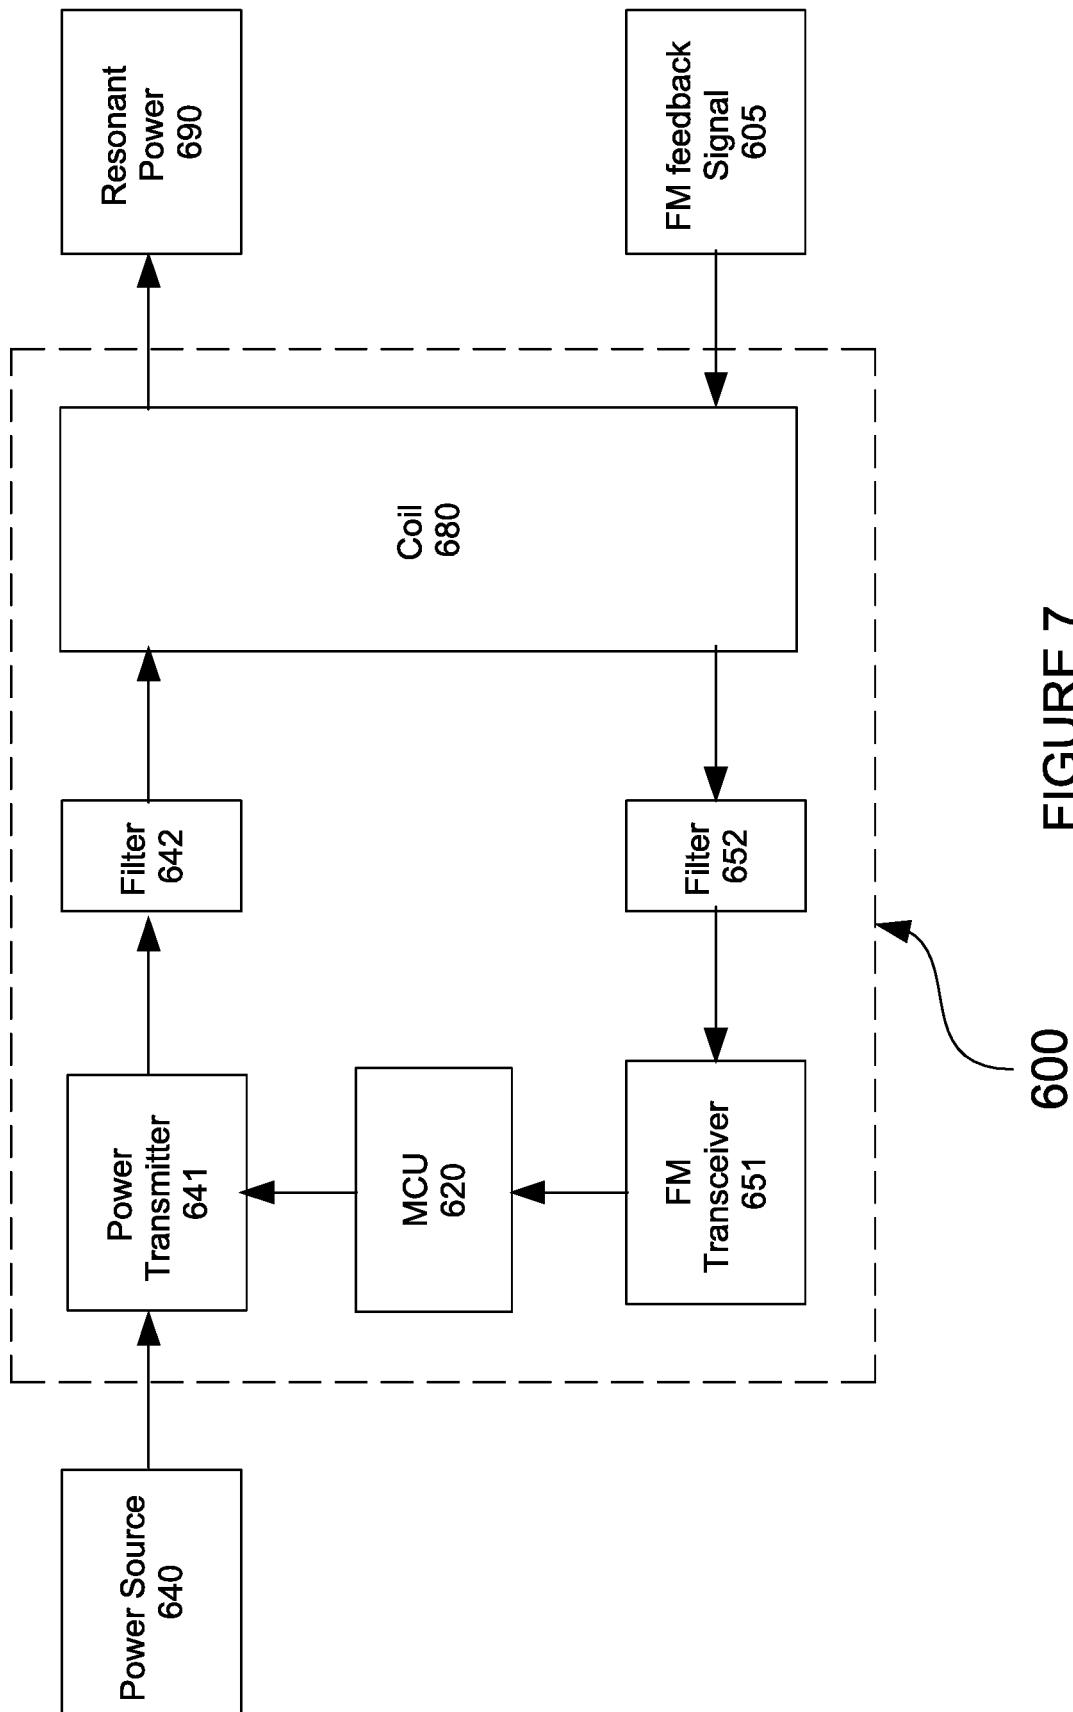 Power Source
640
Power
Transmitter
641
Filter
642
Resonant
Power
690
MCU
620
Coil
680
FM
Transceiver
651
Filter
652
FM feedback
Signal
605
600
FIGURE 7